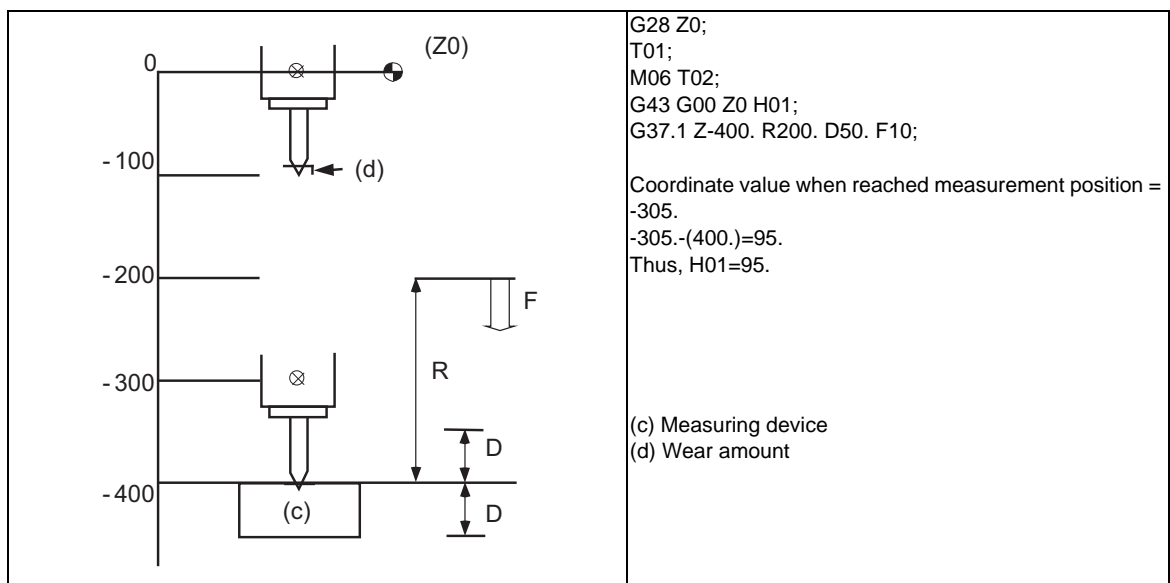 0
(Z0)
- 100
(d)
- 200
F
R
- 300
D
- 400
(c)
D
G28 Z0;
T01;
M06 T02;
G43 G00 Z0 H01;
G37.1 Z-400. R200. D50. F10;
Coordinate value when reached measurement position =
-305.
-305.-(400.)=95.
Thus, H01=95.
(c) Measuring device
(d) Wear amount